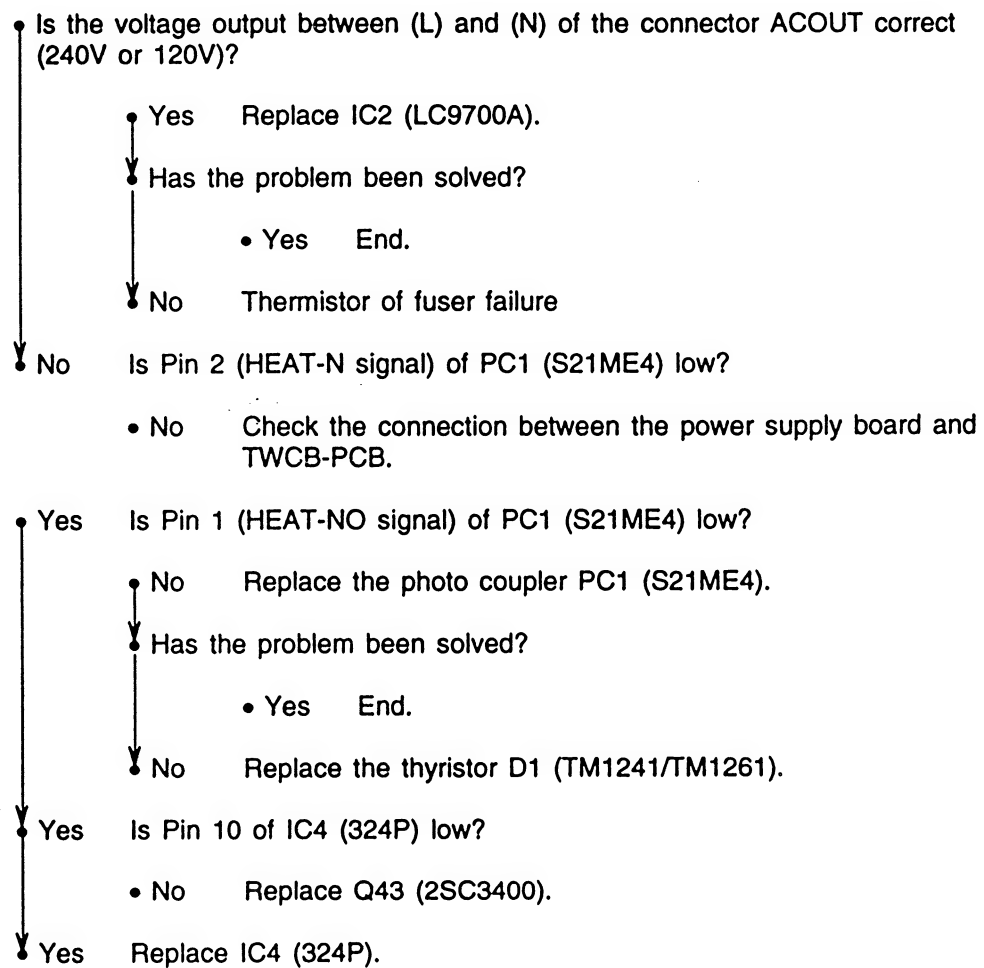 • Is the voltage output between (L) and (N) of the connector ACOUT correct
(240V or 120V)?
• Yes Replace IC2 (LC9700A).
• Has the problem been solved?
• Yes End.
• No Thermistor of fuser failure
• No Is Pin 2 (HEAT-N signal) of PC1 (S21ME4) low?
• No Check the connection between the power supply board and
TWCB-PCB.
• Yes Is Pin 1 (HEAT-NO signal) of PC1 (S21ME4) low?
• No Replace the photo coupler PC1 (S21ME4).
• Has the problem been solved?
• Yes End.
• No Replace the thyristor D1 (TM1241/TM1261).
• Yes Is Pin 10 of IC4 (324P) low?
• No Replace Q43 (2SC3400).
• Yes Replace IC4 (324P).